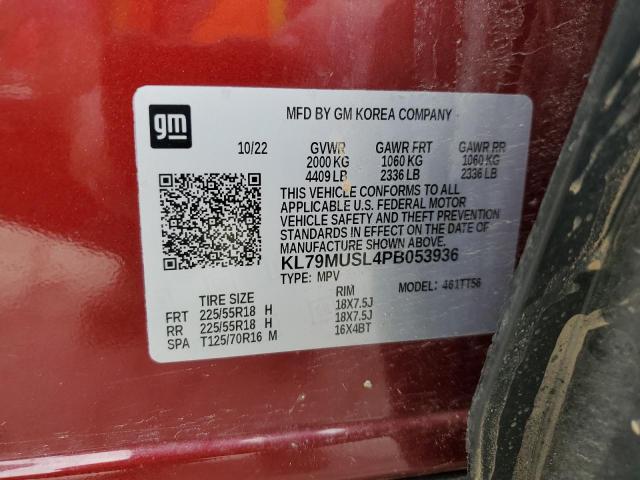 gm
MFD BY GM KOREA COMPANY
10/22 GVWR GAWR FRT GAWR RR
2000 KG 1060 KG 1060 KG
4409 LB 2336 LB 2336 LB
THIS VEHICLE CONFORMS TO ALL
APPLICABLE U.S. FEDERAL MOTOR
VEHICLE SAFETY AND THEFT PREVENTION
STANDARDS IN EFFECT ON THE DATE
OF MANUFACTURE SHOWN ABOVE.
KL79MUSL4PB053936
TYPE: MPV MODEL: 461TT56
TIRE SIZE RIM
FRT 225/55R18 H 18X7.5J
RR 225/55R18 H 18X7.5J
SPA T125/70R16 M 16X4BT